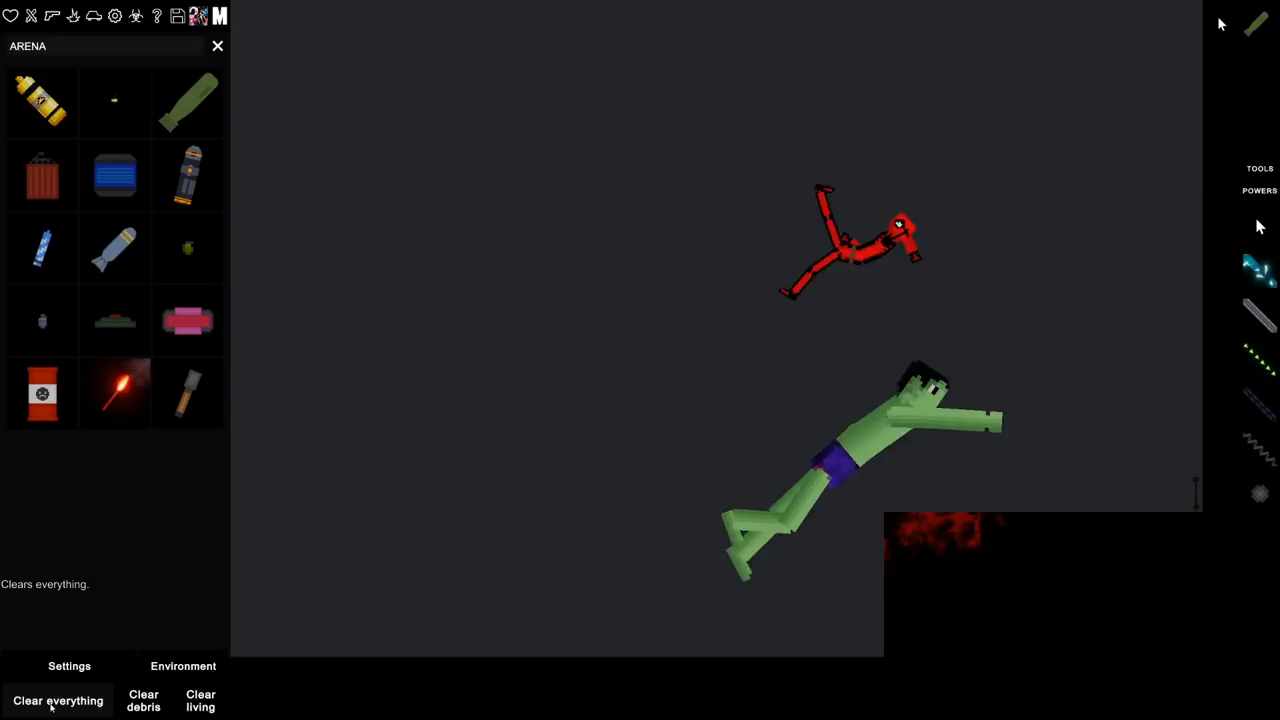 M
ARENA
TOOLS
POWERS
Clears everything.
Settings
Environment
Clear everything
Clear
debris
Clear
living